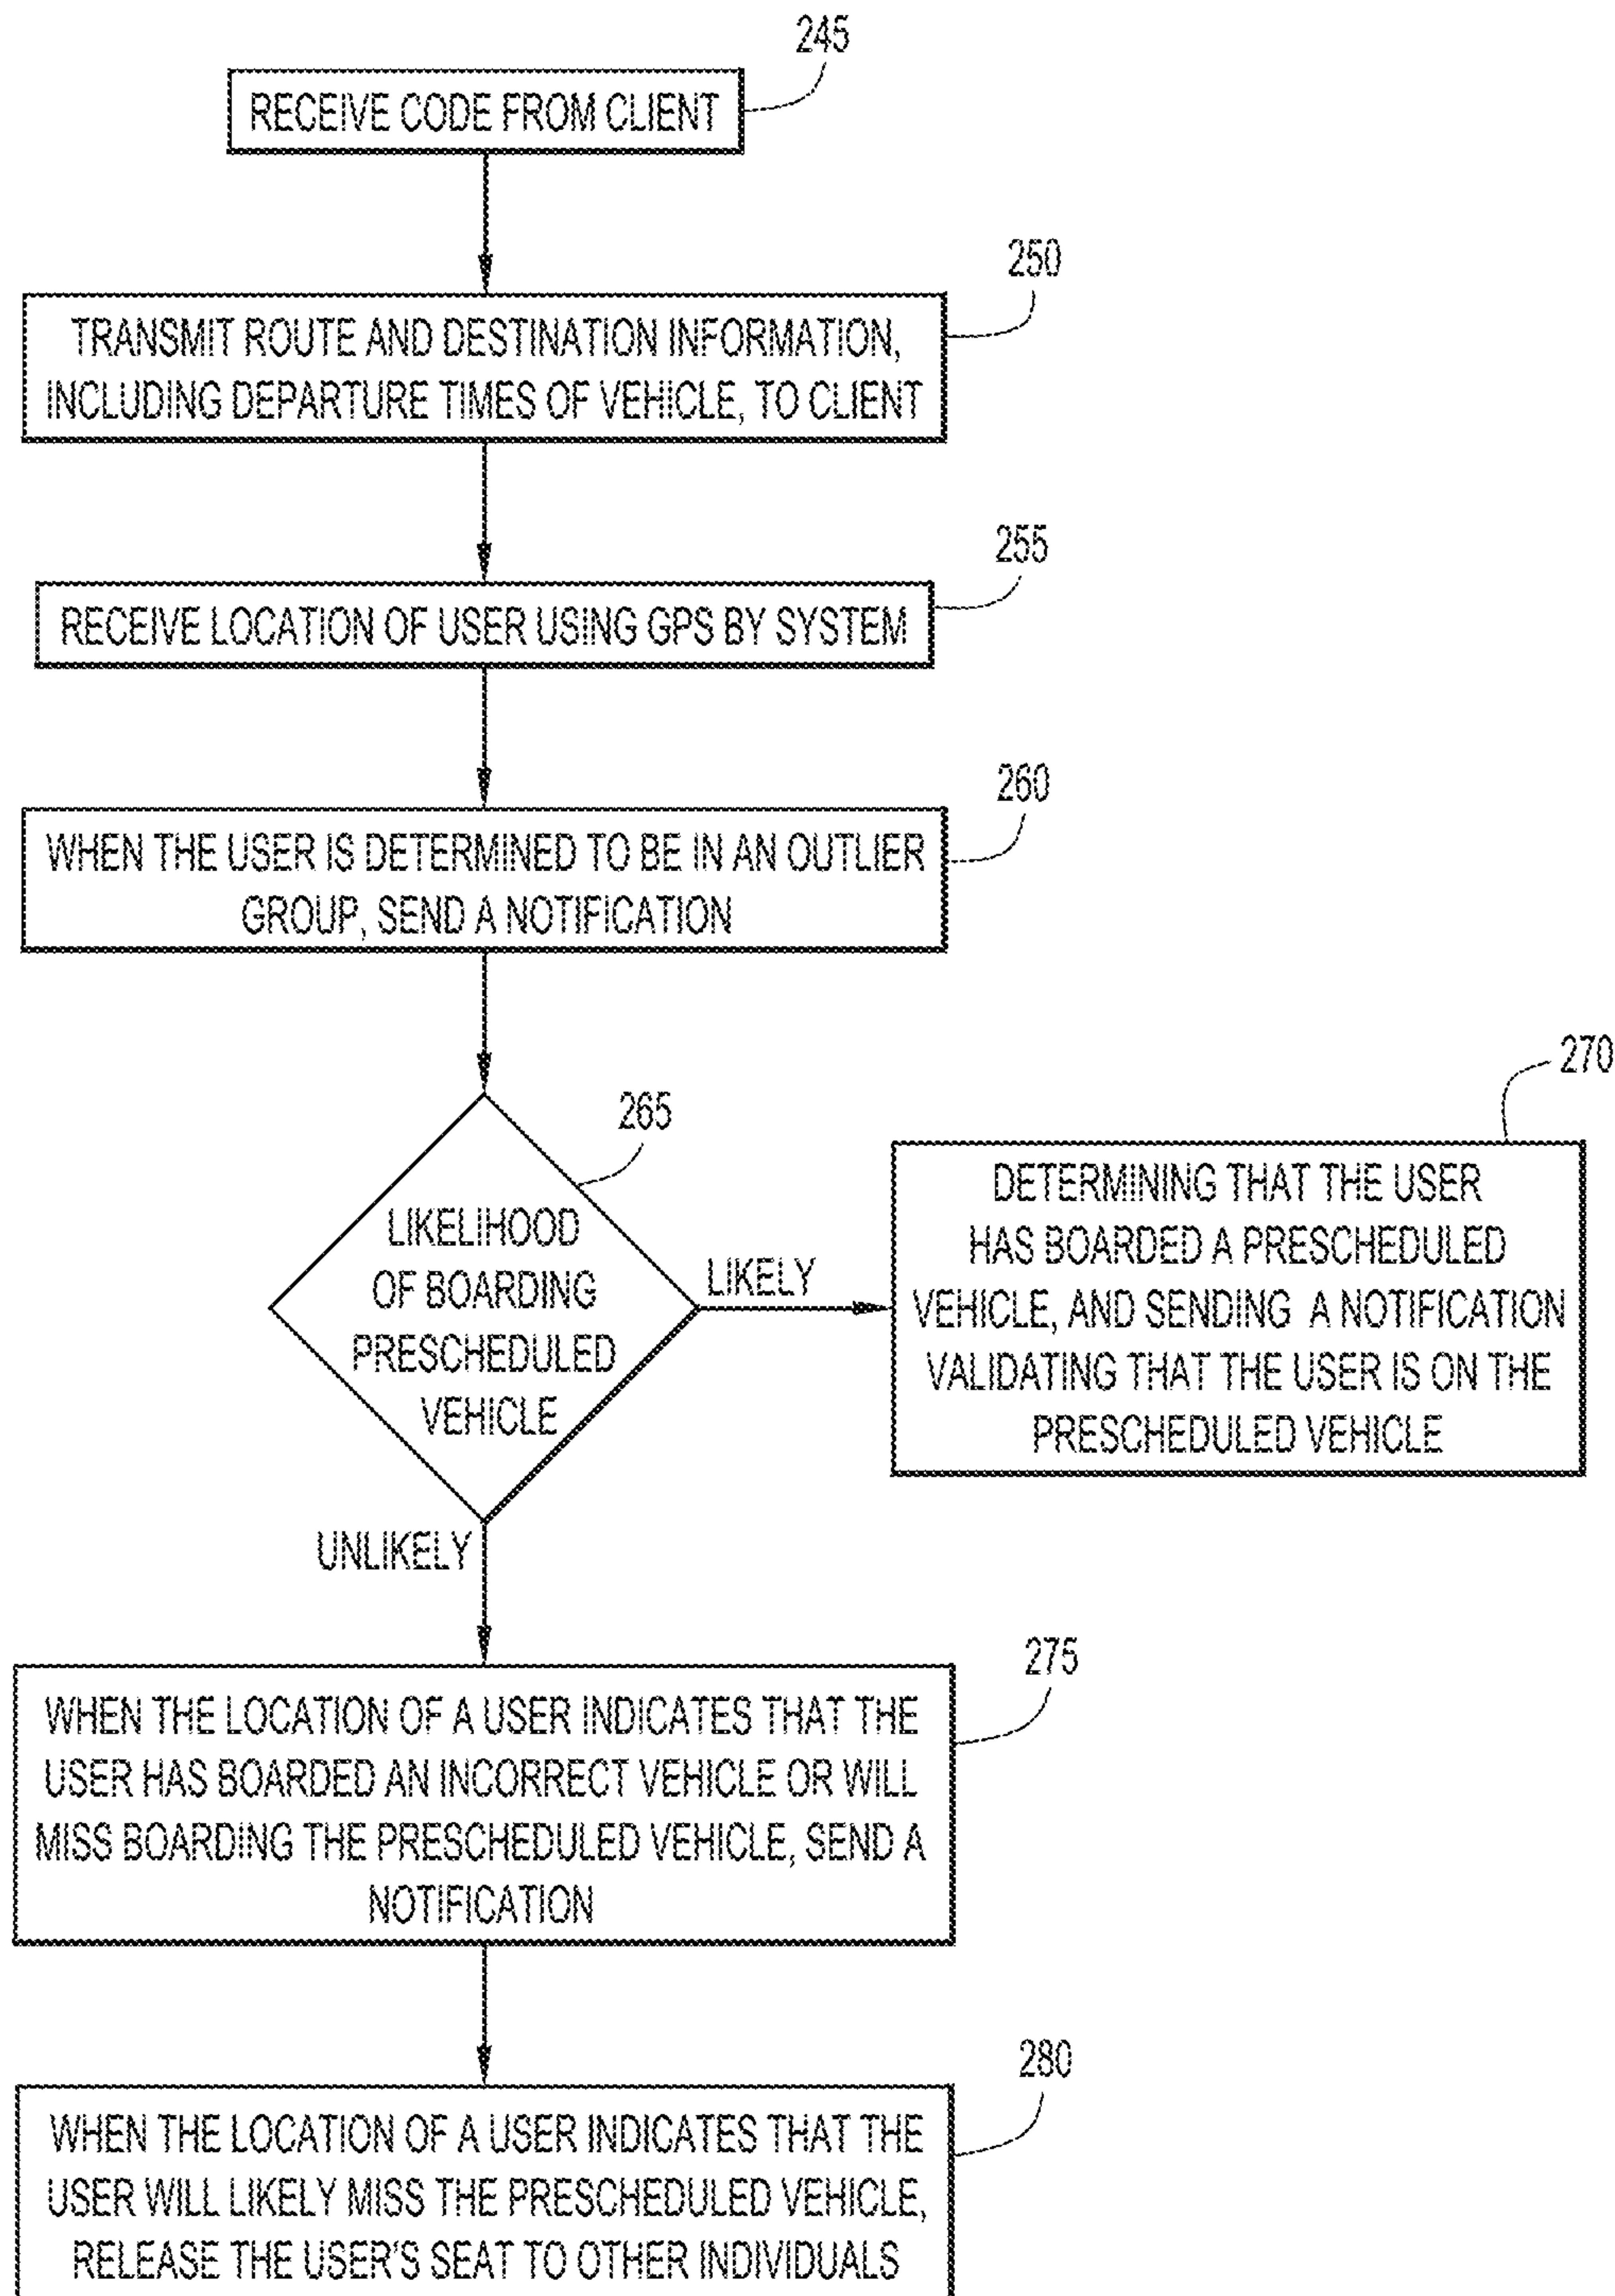 245
RECEIVE CODE FROM CLIENT
250
TRANSMIT ROUTE AND DESTINATION INFORMATION,
INCLUDING DEPARTURE TIMES OF VEHICLE, TO CLIENT
255
RECEIVE LOCATION OF USER USING GPS BY SYSTEM
260
WHEN THE USER IS DETERMINED TO BE IN AN OUTLIER
GROUP, SEND A NOTIFICATION
265
LIKELIHOOD
OF BOARDING
PRESCHEDULED
VEHICLE
LIKELY
270
DETERMINING THAT THE USER
HAS BOARDED A PRESCHEDULED
VEHICLE, AND SENDING A NOTIFICATION
VALIDATING THAT THE USER IS ON THE
PRESCHEDULED VEHICLE
UNLIKELY
275
WHEN THE LOCATION OF A USER INDICATES THAT THE
USER HAS BOARDED AN INCORRECT VEHICLE OR WILL
MISS BOARDING THE PRESCHEDULED VEHICLE, SEND A
NOTIFICATION
280
WHEN THE LOCATION OF A USER INDICATES THAT THE
USER WILL LIKELY MISS THE PRESCHEDULED VEHICLE,
RELEASE THE USER'S SEAT TO OTHER INDIVIDUALS